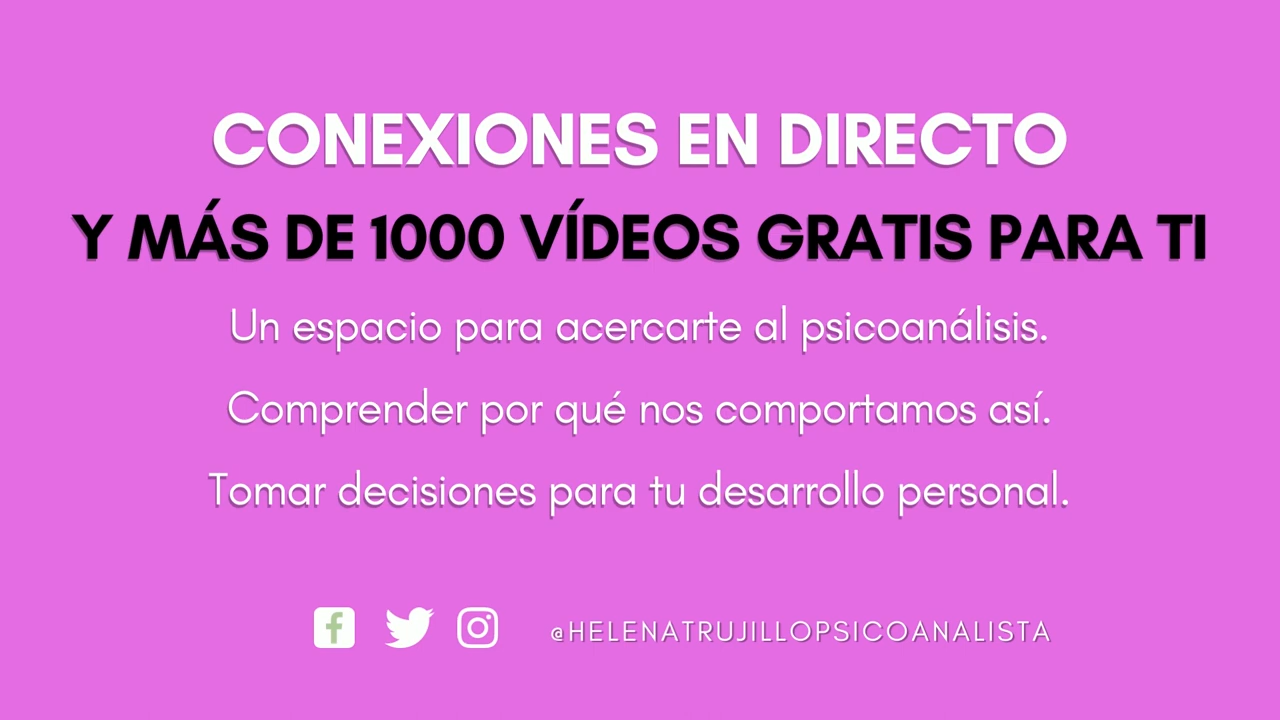 CONEXIONES EN DIRECTO
Y MÁS DE 1000 VÍDEOS GRATIS PARA TI
Un espacio para acercarte al psicoanálisis.
Comprender por qué nos comportamos así.
Tomar decisiones para tu desarrollo personal.
@HELENATRUJILLOPSICOANALISTA